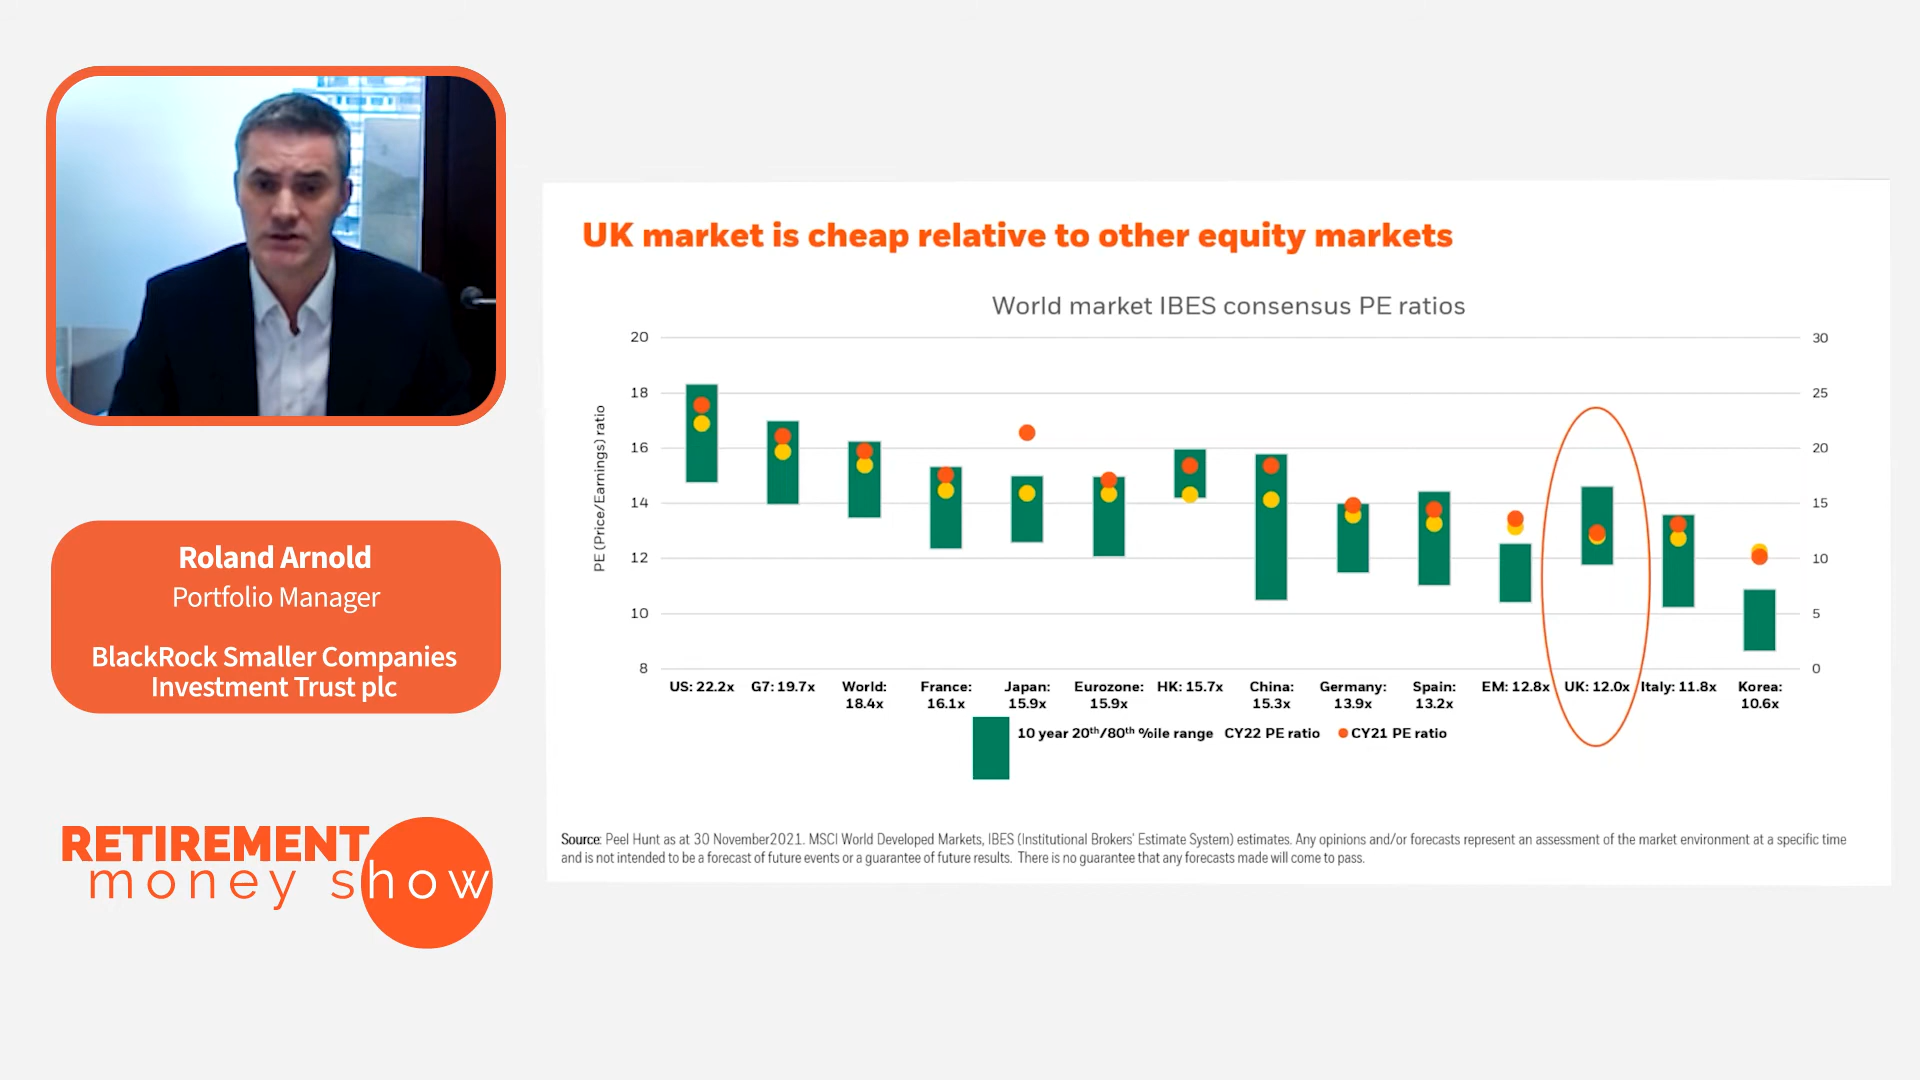 Roland Arnold
Portfolio Manager
BlackRock Smaller Companies
Investment Trust plc
RETIREMENT
money show
UK market is cheap relative to other equity markets
World market IBES consensus PE ratios
PE (Price/Earnings) ratio
20
18
16
14
12
10
8
30
25
20
15
10
5
0
US: 22.2x G7: 19.7x World: France: Japan: Eurozone: HK: 15.7x China: Germany: Spain: EM: 12.8x UK: 12.0x Italy: 11.8x Korea:
18.4x 16.1x 15.9x 15.9x 15.3x 13.9x 13.2x 10.6x
10 year 20th/80th %ile range CY22 PE ratio CY21 PE ratio
Source: Peel Hunt as at 30 November2021. MSCI World Developed Markets, IBES (Institutional Brokers' Estimate System) estimates. Any opinions and/or forecasts represent an assessment of the market environment at a specific time
and is not intended to be a forecast of future events or a guarantee of future results. There is no guarantee that any forecasts made will come to pass.